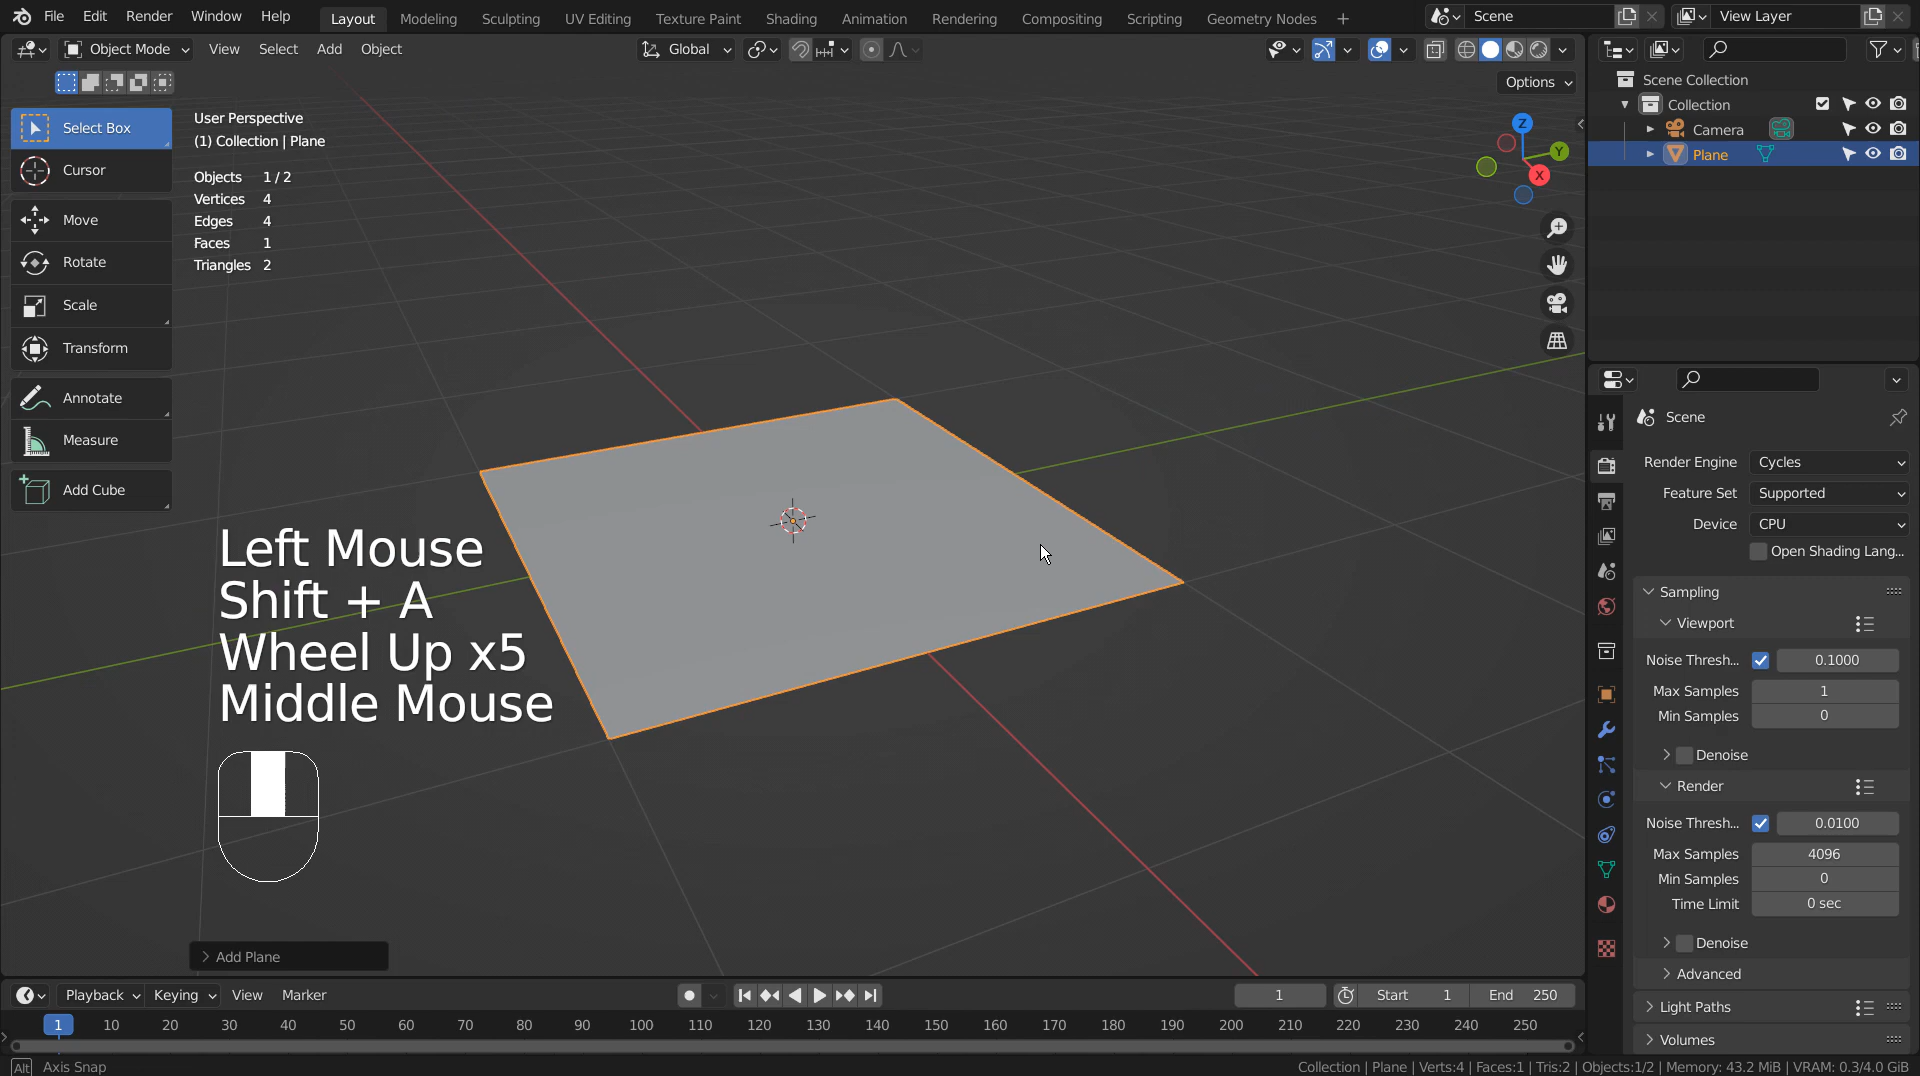 File Edit Render Window Help Layout Modeling Sculpting UV Editing Texture Paint Shading Animation Rendering Compositing Scripting Geometry Nodes Scene View Layer
Object Mode View Select Add Object Global
Options
Select Box
Cursor
Move
Rotate
Scale
Transform
Annotate
Measure
Add Cube
User Perspective
(1) Collection | Plane
Objects 1 / 2
Vertices 4
Edges 4
Faces 1
Triangles 2
Z
Y
X
Left Mouse
Shift + A
Wheel Up x5
Middle Mouse
Add Plane
Scene Collection
Collection
Camera
Plane
Scene
Render Engine Cycles
Feature Set Supported
Device CPU
Open Shading Lang...
Sampling
Viewport
Noise Thresh... 0.1000
Max Samples 1
Min Samples 0
Denoise
Render
Noise Thresh... 0.0100
Max Samples 4096
Min Samples 0
Time Limit 0 sec
Denoise
Advanced
Light Paths
Volumes
Playback Keying View Marker 1 Start 1 End 250
1 10 20 30 40 50 60 70 80 90 100 110 120 130 140 150 160 170 180 190 200 210 220 230 240 250
Alt Axis Snap
Collection | Plane | Verts:4 | Faces:1 | Tris:2 | Objects:1/2 | Memory: 43.2 MiB | VRAM: 0.3/4.0 GiB